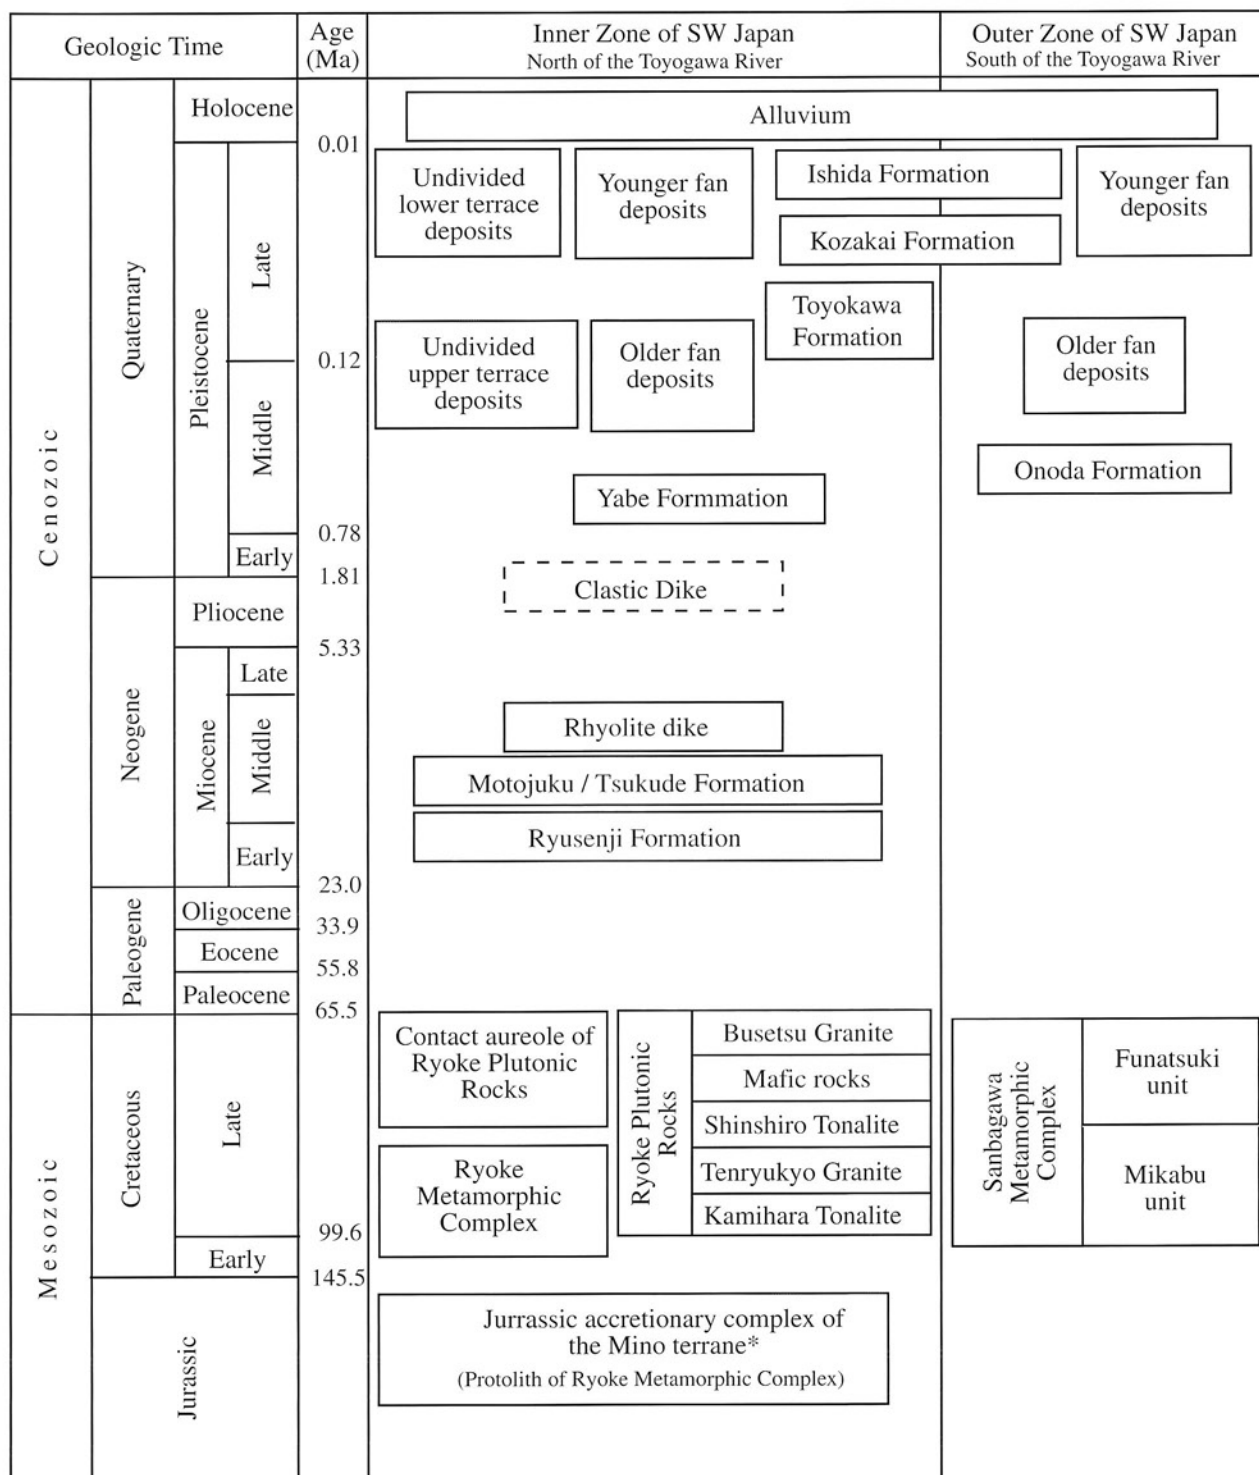 Geologic Time
Age
(Ma)
Inner Zone of SW Japan
North of the Toyogawa River
Outer Zone of SW Japan
South of the Toyogawa River
Cenozoic
Quaternary
Holocene
Alluvium
0.01
Pleistocene
Late
Undivided
lower terrace
deposits
Younger fan
deposits
Ishida Formation
Kozakai Formation
Younger fan
deposits
Toyokawa
Formation
0.12
Middle
Undivided
upper terrace
deposits
Older fan
deposits
Older fan
deposits
Onoda Formation
Yabe Formmation
0.78
Early
1.81
Clastic Dike
Neogene
Pliocene
5.33
Miocene
Late
Middle
Rhyolite dike
Motojuku / Tsukude Formation
Ryusenji Formation
Early
23.0
Paleogene
Oligocene
33.9
Eocene
55.8
Paleocene
65.5
Mesozoic
Cretaceous
Late
Contact aureole of
Ryoke Plutonic
Rocks
Ryoke
Metamorphic
Complex
Ryoke Plutonic
Rocks
Busetsu Granite
Mafic rocks
Shinshiro Tonalite
Tenryukyo Granite
Kamihara Tonalite
Sanbagawa
Metamorphic
Complex
Funatsuki
unit
Mikabu
unit
99.6
Early
145.5
Jurassic
Jurrassic accretionary complex of
the Mino terrane*
(Protolith of Ryoke Metamorphic Complex)